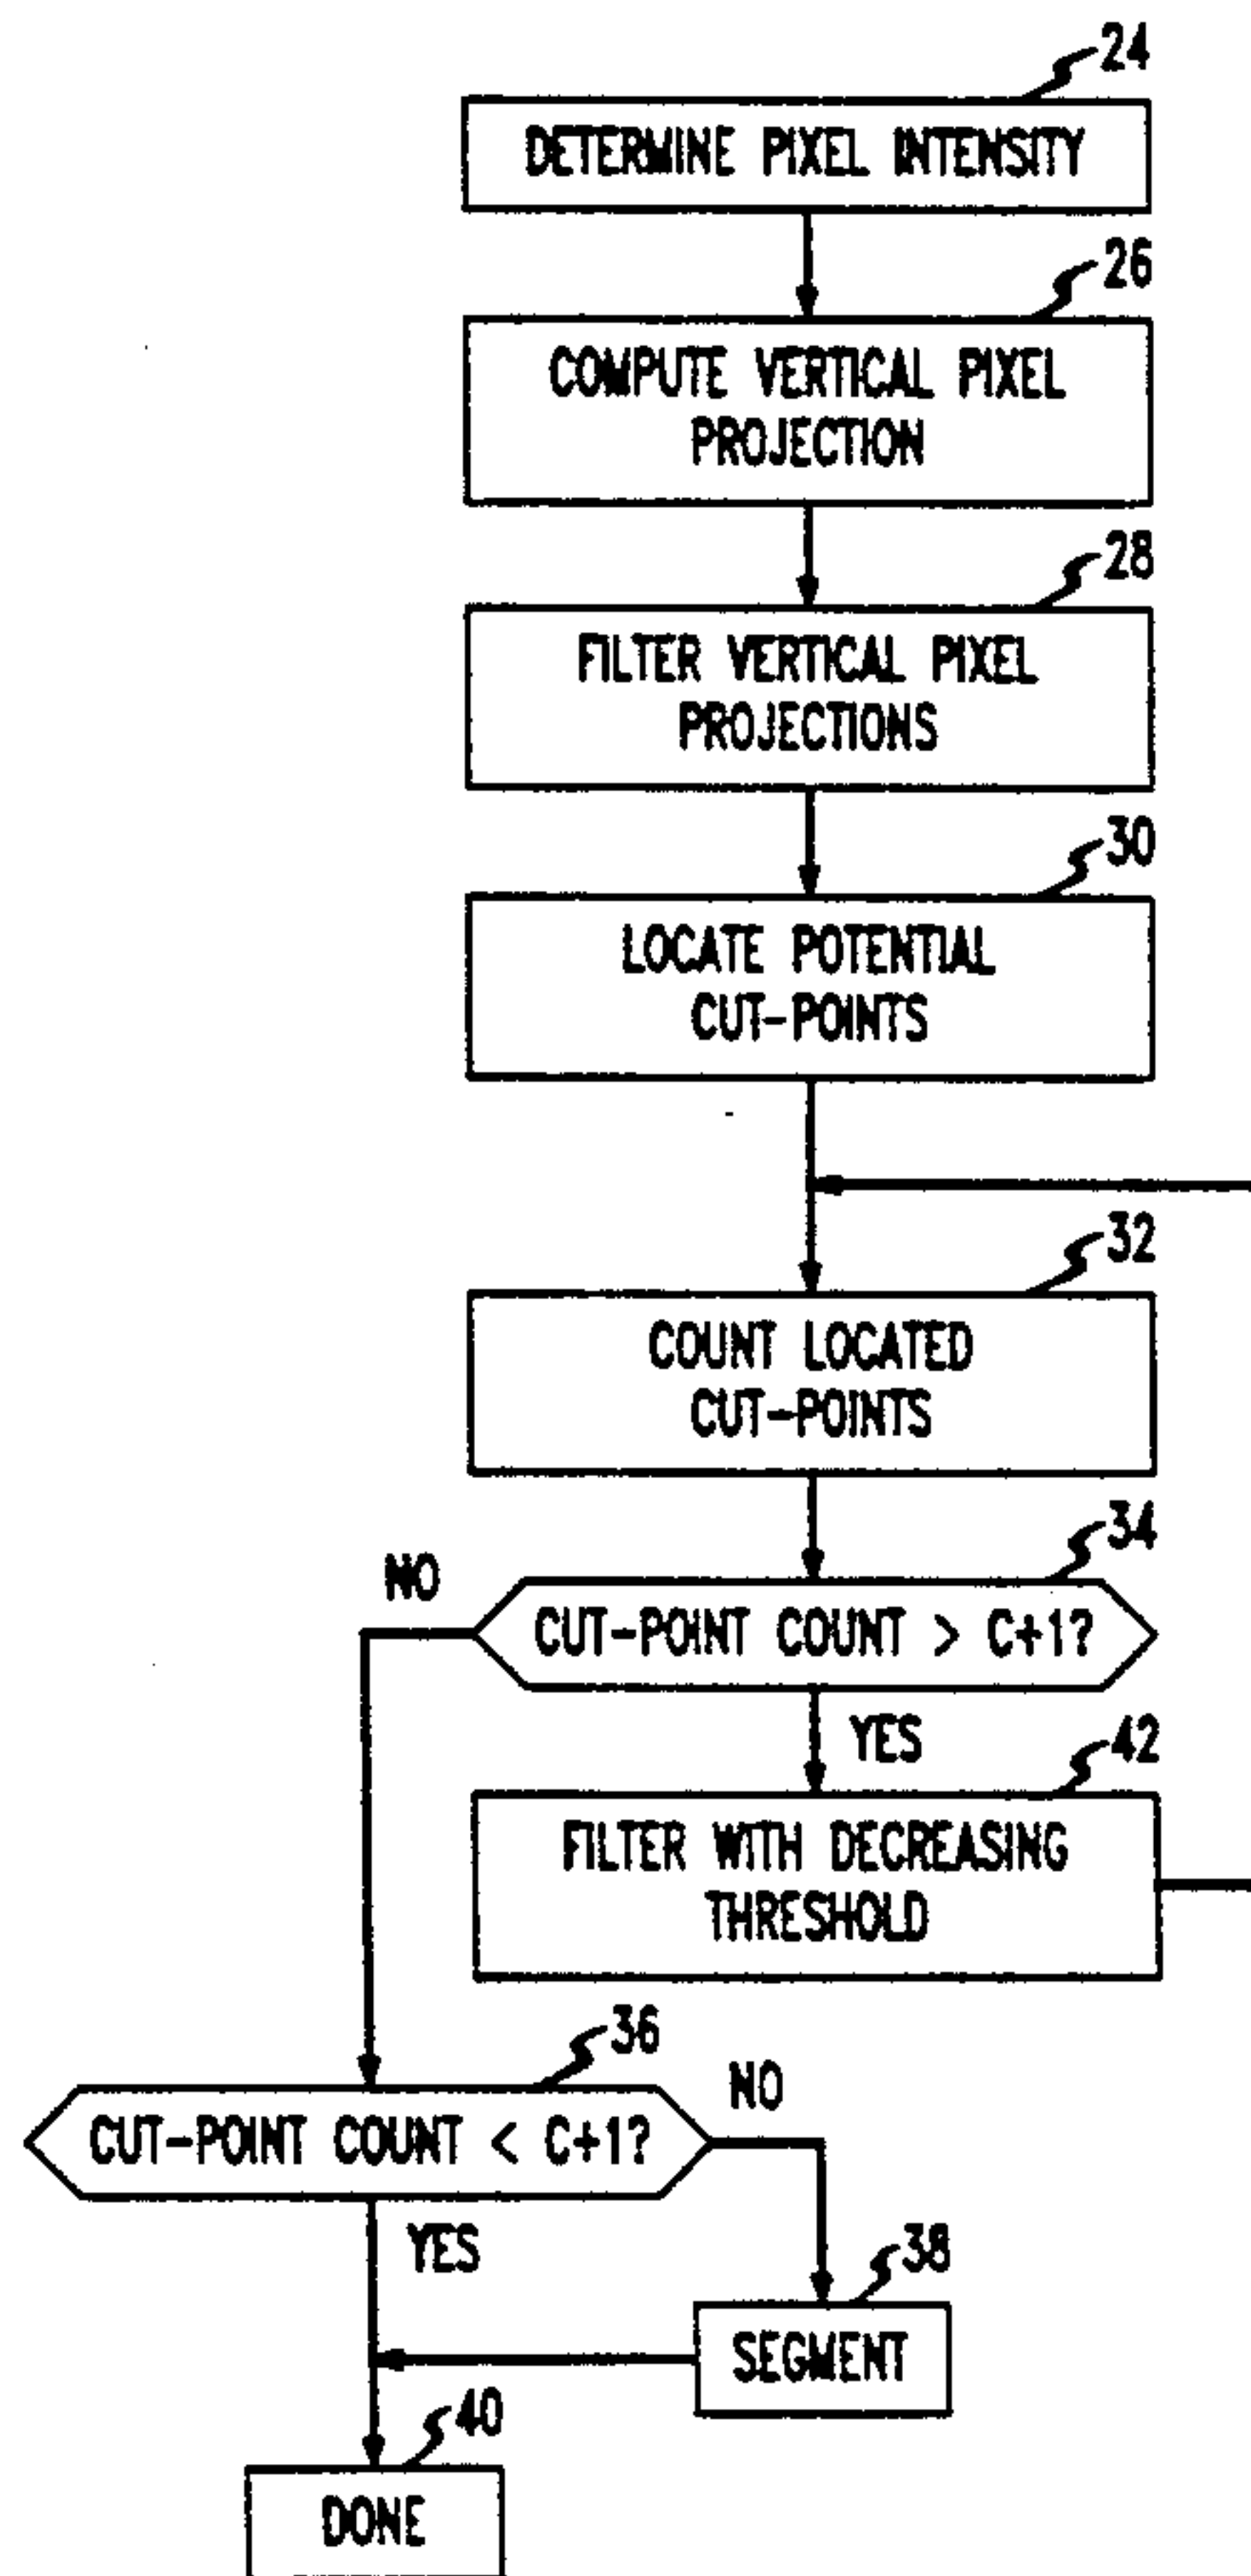 24
DETERMINE PIXEL INTENSITY
26
COMPUTE VERTICAL PIXEL
PROJECTION
28
FILTER VERTICAL PIXEL
PROJECTIONS
30
LOCATE POTENTIAL
CUT-POINTS
32
COUNT LOCATED
CUT-POINTS
34
NO
CUT-POINT COUNT > C+1?
YES
42
FILTER WITH DECREASING
THRESHOLD
36
NO
CUT-POINT COUNT < C+1?
YES
38
SEGMENT
40
DONE